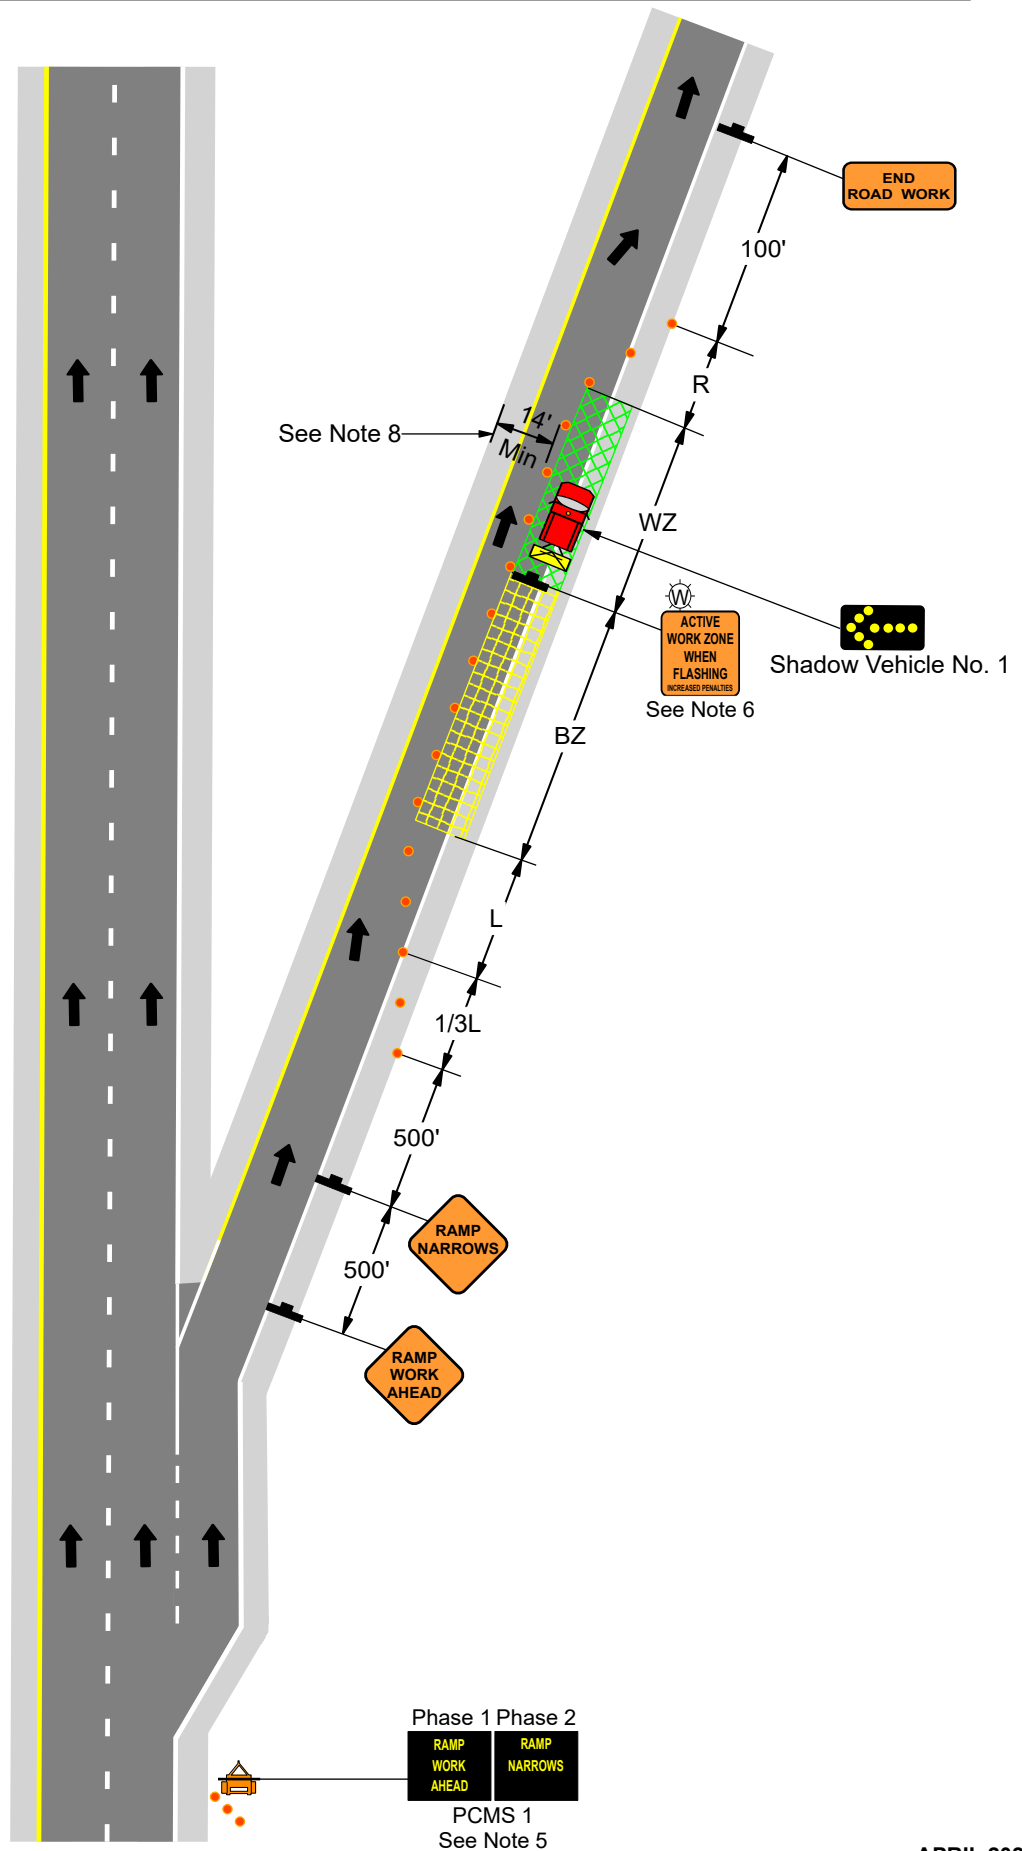 END
ROAD WORK
100'
R
14'
Min
See Note 8
WZ
W
ACTIVE
WORK ZONE
WHEN
FLASHING
INCREASED PENALTIES
See Note 6
Shadow Vehicle No. 1
BZ
L
1/3L
500'
RAMP
NARROWS
500'
RAMP
WORK
AHEAD
Phase 1 Phase 2
RAMP
WORK
AHEAD
RAMP
NARROWS
PCMS 1
See Note 5
APRIL